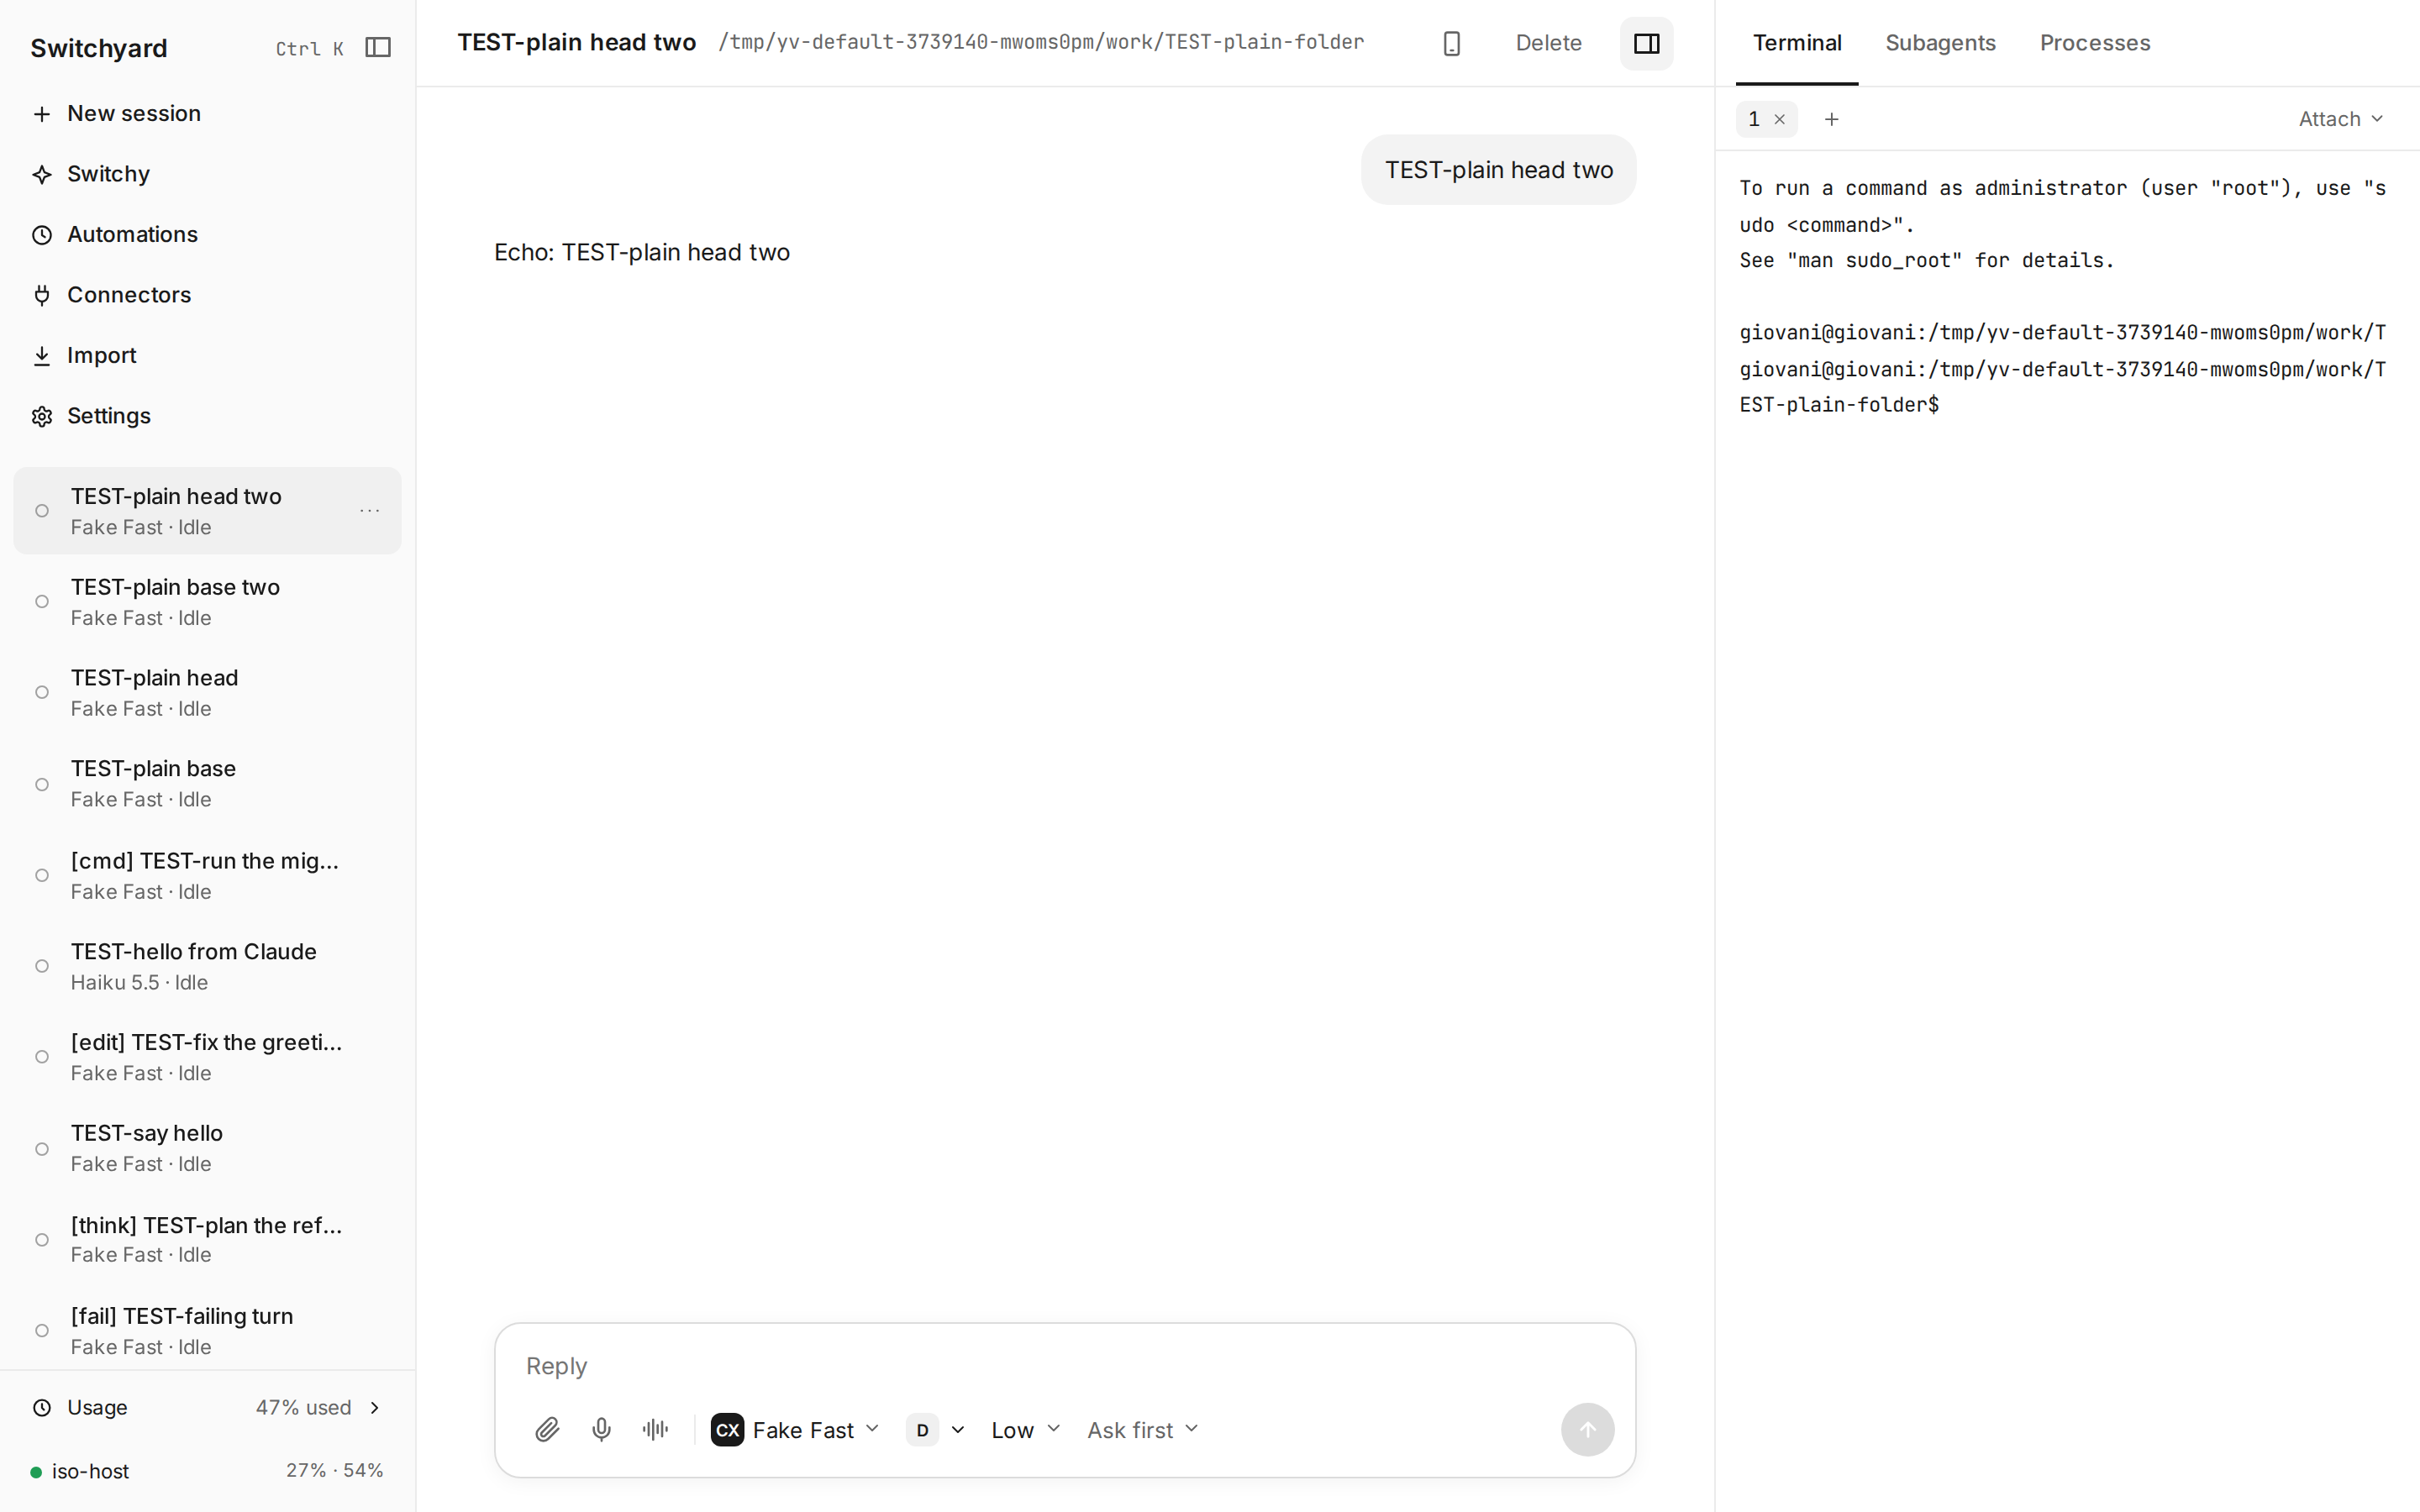 Switchyard
Ctrl K
New session
Switchy
Automations
Connectors
Import
Settings
TEST-plain head two
Fake Fast · Idle
...
TEST-plain base two
Fake Fast · Idle
TEST-plain head
Fake Fast · Idle
TEST-plain base
Fake Fast · Idle
[cmd] TEST-run the mig...
Fake Fast · Idle
TEST-hello from Claude
Haiku 5.5 · Idle
[edit] TEST-fix the greeti...
Fake Fast · Idle
TEST-say hello
Fake Fast · Idle
[think] TEST-plan the ref...
Fake Fast · Idle
[fail] TEST-failing turn
Fake Fast · Idle
Usage 47% used
iso-host 27% · 54%
TEST-plain head two /tmp/yv-default-3739140-mwoms0pm/work/TEST-plain-folder
Delete
TEST-plain head two
Echo: TEST-plain head two
Reply
CX Fake Fast D Low Ask first
Terminal Subagents Processes
1 × + Attach
To run a command as administrator (user "root"), use "s
udo <command>".
See "man sudo_root" for details.
giovani@giovani:/tmp/yv-default-3739140-mwoms0pm/work/T
giovani@giovani:/tmp/yv-default-3739140-mwoms0pm/work/T
EST-plain-folder$